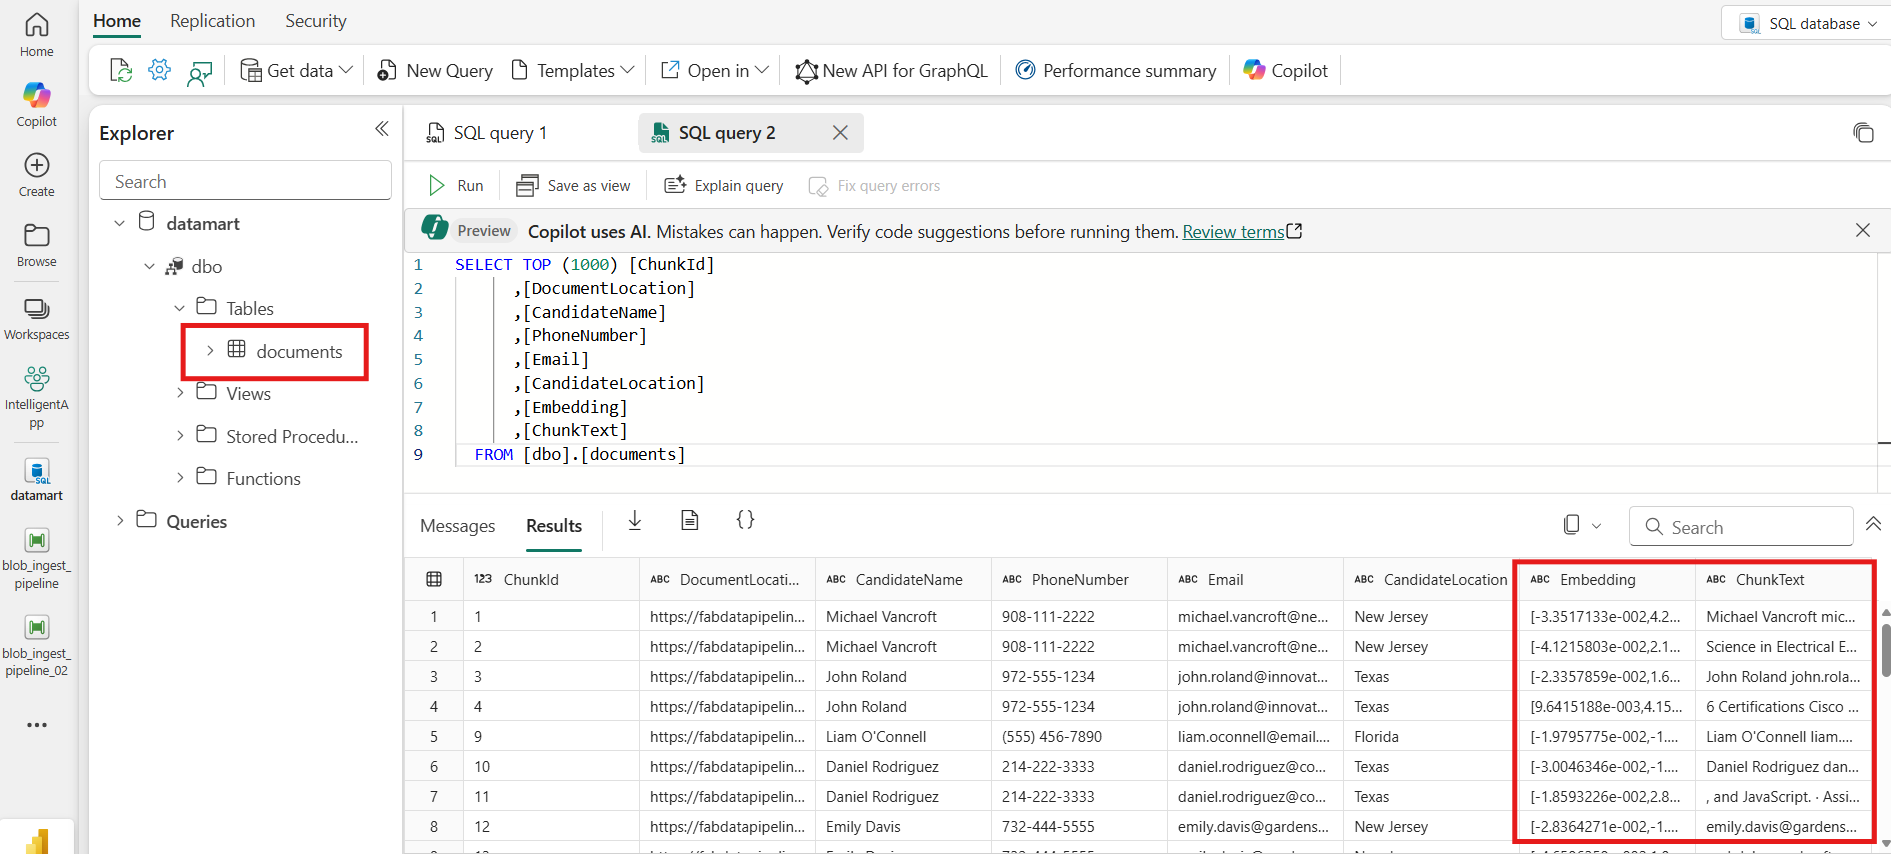 Home
Replication
Security
SQL database
Get data
New Query
Templates
Open in
New API for GraphQL
Performance summary
Copilot
Home
Copilot
Create
Browse
Workspaces
IntelligentA
pp
datamart
blob_ingest_
pipeline
blob_ingest_
pipeline_02
Explorer
Search
datamart
dbo
Tables
documents
Views
Stored Procedu...
Functions
Queries
SQL query 1
SQL query 2
Run
Save as view
Explain query
Fix query errors
Preview Copilot uses AI. Mistakes can happen. Verify code suggestions before running them. Review terms
1 SELECT TOP (1000) [ChunkId]
2 ,[DocumentLocation]
3 ,[CandidateName]
4 ,[PhoneNumber]
5 ,[Email]
6 ,[CandidateLocation]
7 ,[Embedding]
8 ,[ChunkText]
9 FROM [dbo].[documents]
Messages
Results
{}
Search
123 ChunkId ABC DocumentLocati... ABC CandidateName ABC PhoneNumber ABC Email ABC CandidateLocation ABC Embedding ABC ChunkText
1 1 https://fabdatapipelin... Michael Vancroft 908-111-2222 michael.vancroft@ne... New Jersey [-3.3517133e-002,4.2... Michael Vancroft mic...
2 2 https://fabdatapipelin... Michael Vancroft 908-111-2222 michael.vancroft@ne... New Jersey [-4.1215803e-002,2.1... Science in Electrical E...
3 3 https://fabdatapipelin... John Roland 972-555-1234 john.roland@innovat... Texas [-2.3357859e-002,1.6... John Roland john.rola...
4 4 https://fabdatapipelin... John Roland 972-555-1234 john.roland@innovat... Texas [9.6415188e-003,4.15... 6 Certifications Cisco ...
5 9 https://fabdatapipelin... Liam O'Connell (555) 456-7890 liam.oconnell@email.... Florida [-1.9795775e-002,-1.... Liam O'Connell liam....
6 10 https://fabdatapipelin... Daniel Rodriguez 214-222-3333 daniel.rodriguez@co... Texas [-3.0046346e-002,-1.... Daniel Rodriguez dan...
7 11 https://fabdatapipelin... Daniel Rodriguez 214-222-3333 daniel.rodriguez@co... Texas [-1.8593226e-002,2.8... , and JavaScript. · Assi...
8 12 https://fabdatapipelin... Emily Davis 732-444-5555 emily.davis@gardens... New Jersey [-2.8364271e-002,-1.... emily.davis@gardens...